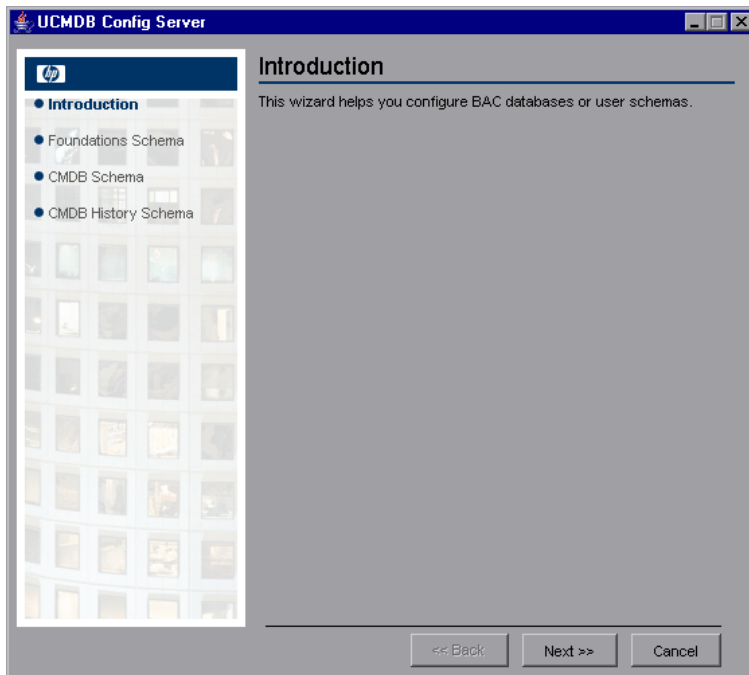 UCMDB Config Server
hp
Introduction
Foundations Schema
CMDB Schema
CMDB History Schema
Introduction
This wizard helps you configure BAC databases or user schemas.
<< Back
Next >>
Cancel